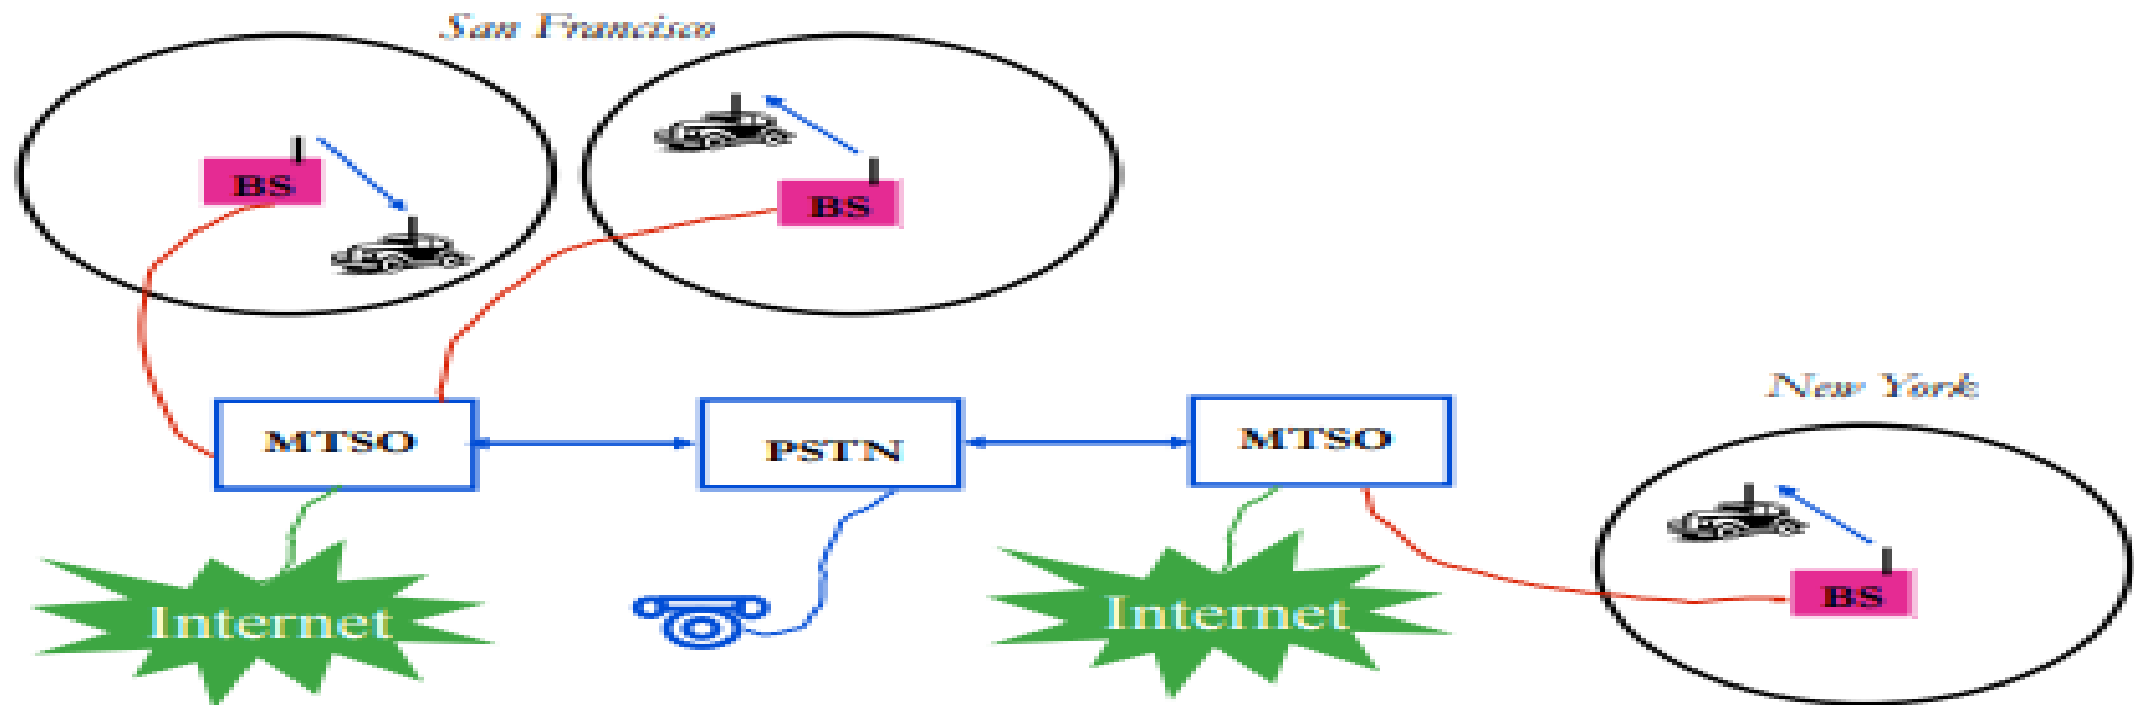 San Francisco
BS
BS
New York
MTSO
PSTN
MTSO
BS
Internet
Internet